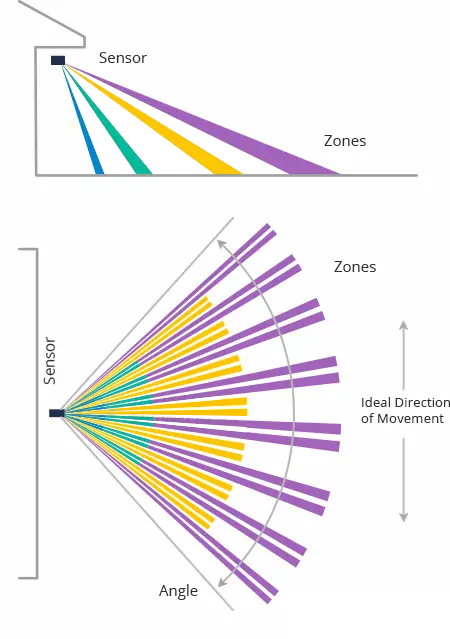 Sensor
Zones
Zones
Sensor
Ideal Direction
of Movement
Angle